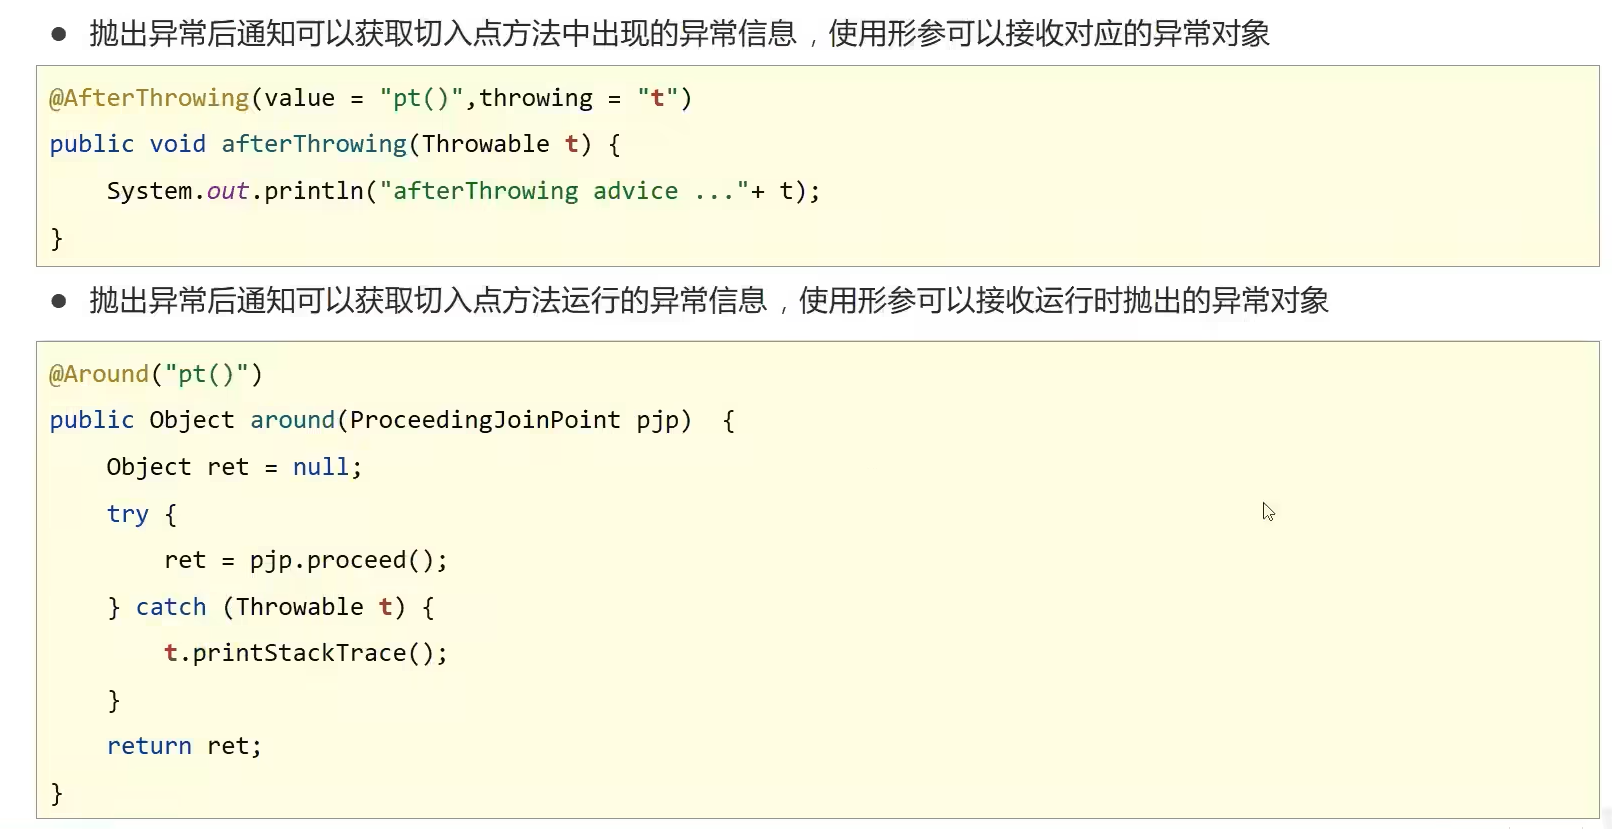 ● 抛出异常后通知可以获取切入点方法中出现的异常信息，使用形参可以接收对应的异常对象
@AfterThrowing(value = "pt()",throwing = "t")
public void afterThrowing(Throwable t) {
    System.out.println("afterThrowing advice ..."+ t);
}
● 抛出异常后通知可以获取切入点方法运行的异常信息，使用形参可以接收运行时抛出的异常对象
@Around("pt()")
public Object around(ProceedingJoinPoint pjp)  {
    Object ret = null;
    try {
        ret = pjp.proceed();
    } catch (Throwable t) {
        t.printStackTrace();
    }
    return ret;
}